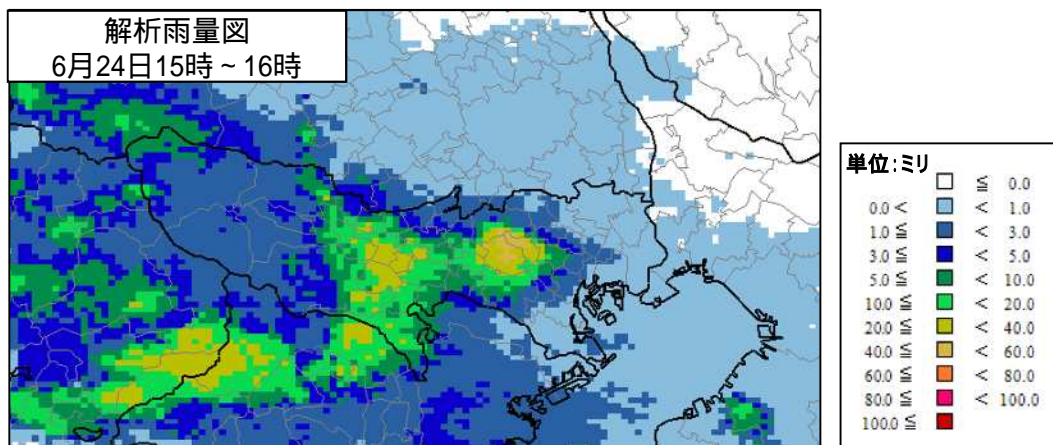 解析雨量図
6月24日15時～16時
単位:ミリ
≦ 0.0
0.0 < < 1.0
1.0 ≦ < 3.0
3.0 ≦ < 5.0
5.0 ≦ < 10.0
10.0 ≦ < 20.0
20.0 ≦ < 40.0
40.0 ≦ < 60.0
60.0 ≦ < 80.0
80.0 ≦ < 100.0
100.0 ≦